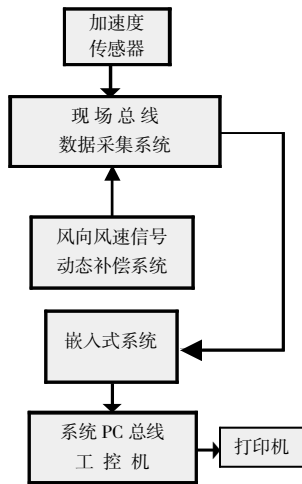 加速度
传感器
现 场 总 线
数据采集系统
风向风速信号
动态补偿系统
嵌入式系统
系统 PC 总线
工 控 机
打印机